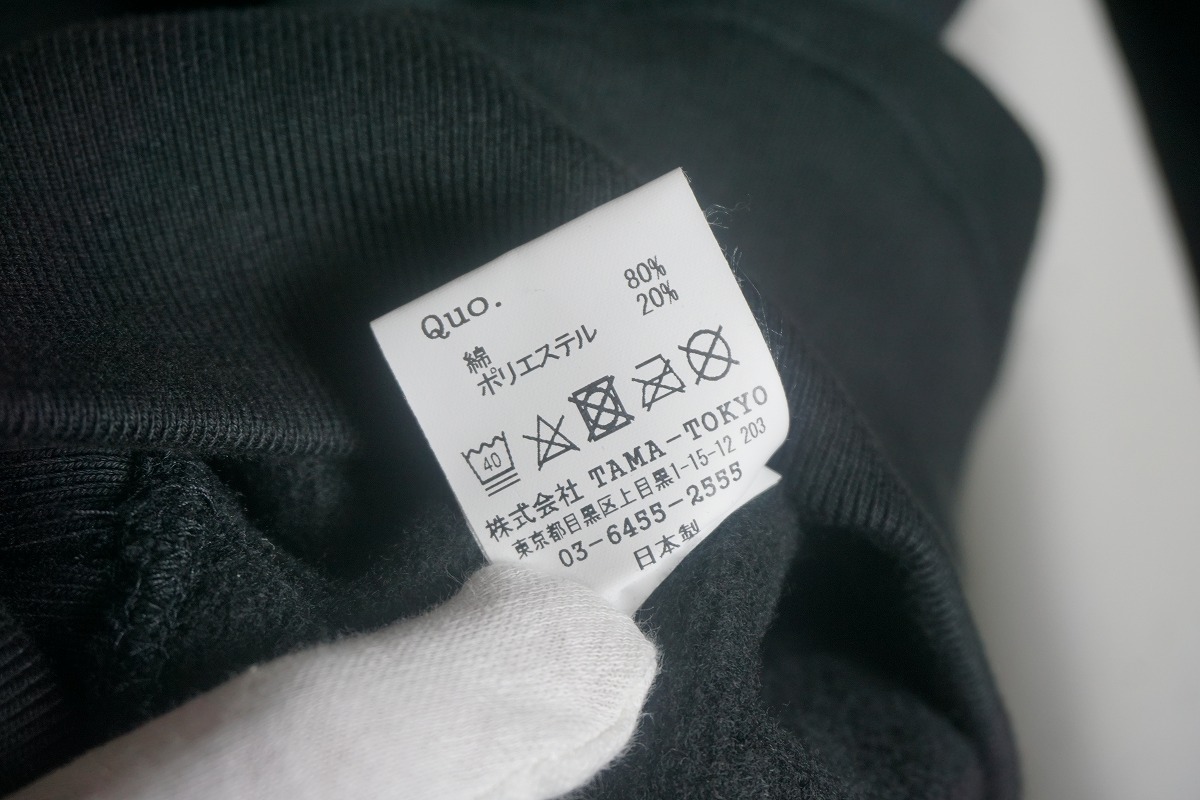 Quo.
綿 80%
ポリエステル 20%
40
株式会社 TAMA-TOKYO
東京都目黒区上目黒1-15-12 203
03-6455-2555
日本製